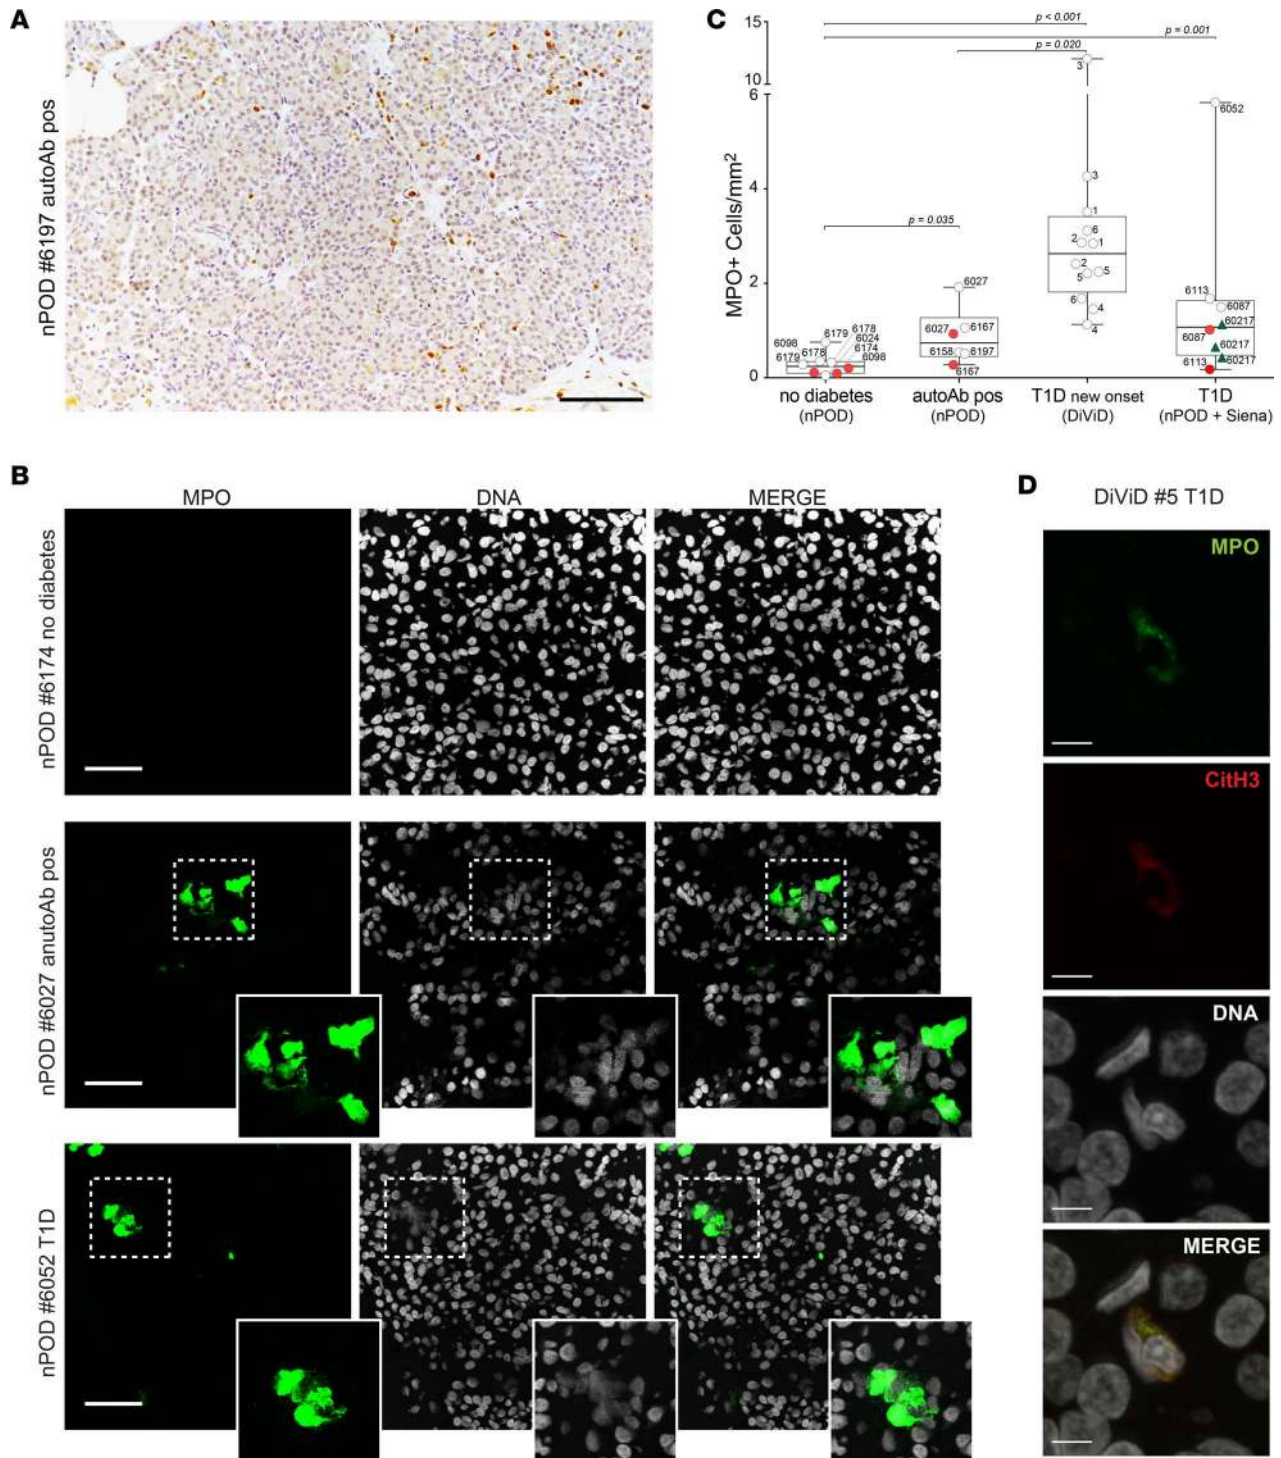 A
nPOD #6197 autoAb pos
C
MPO+ Cells/mm2
15
10
6
4
2
0
p < 0.001
p = 0.001
p = 0.020
p = 0.035
3
6052
3
1
6
2
1
2
5
5
6
4
4
6027
6027
6167
6158
6197
6167
6098
6179
6178
6024
6178
6174
6179
6098
6113
6087
60217
6087
60217
6113
60217
no diabetes
(nPOD)
autoAb pos
(nPOD)
T1D new onset
(DiViD)
T1D
(nPOD + Siena)
B
MPO DNA MERGE
nPOD #6174 no diabetes
nPOD #6027 anutoAb pos
nPOD #6052 T1D
D
DiViD #5 T1D
MPO
CitH3
DNA
MERGE